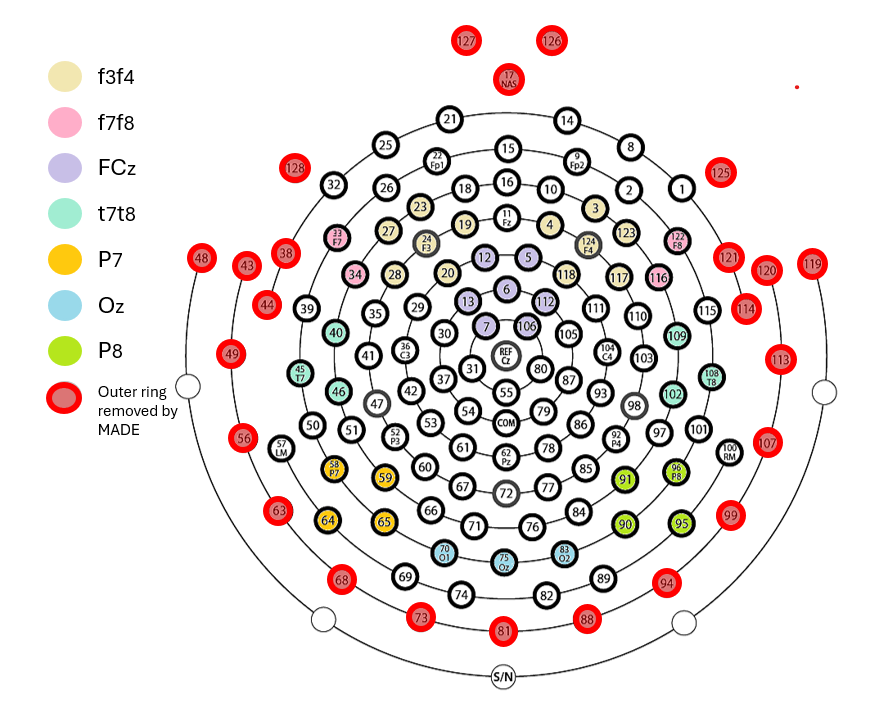 127 126
17
NAS
f3f4
f7f8
FCz
t7t8
P7
Oz
P8
Outer ring
removed by
MADE
21 14
25 15 8
22
Fp1
9
Fp2
128 125
32 26 18 16 10 2 1
23 3
33
F7
27 19 11
Fz
4 123 122
F8
24
F3
124
F4
48 43 38 12 5 121 120 119
34 28 20 118 117 116
44 39 35 29 13 6 112 111 110 115 114
40 30 7 106 105 109
49 41 36
C3
REF
Cz
104
C4
103 113
45
T7
37 31 80 87 108
T8
46 47 42 55 93 98 102
54 COM 79
50 51 53 86 97 101
56 52
P3
92
P4
107
57
LM
61 62
Pz
78 100
RM
58
P7
60 85 96
P8
59 67 72 77 91
63 64 65 66 71 76 84 90 95 99
70
O1
75
Oz
83
O2
68 69 74 82 89 94
73 81 88
S/N